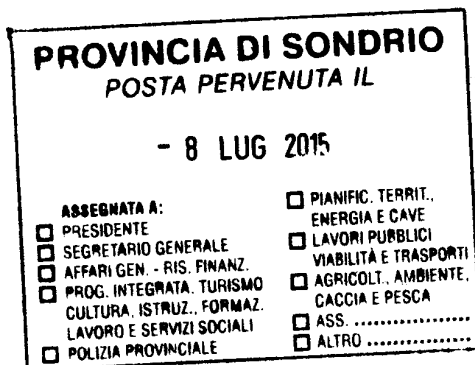 PROVINCIA DI SONDRIO
POSTA PERVENUTA IL
- 8 LUG 2015
ASSEGNATA A:
☐ PRESIDENTE
☐ SEGRETARIO GENERALE
☐ AFFARI GEN. - RIS. FINANZ.
☐ PROG. INTEGRATA, TURISMO
CULTURA, ISTRUZ., FORMAZ.
LAVORO E SERVIZI SOCIALI
☐ POLIZIA PROVINCIALE
☐ PIANIFIC. TERRIT.,
ENERGIA E CAVE
☐ LAVORI PUBBLICI
VIABILITÀ E TRASPORTI
☐ AGRICOLT., AMBIENTE,
CACCIA E PESCA
☐ ASS. ...................
☐ ALTRO ................